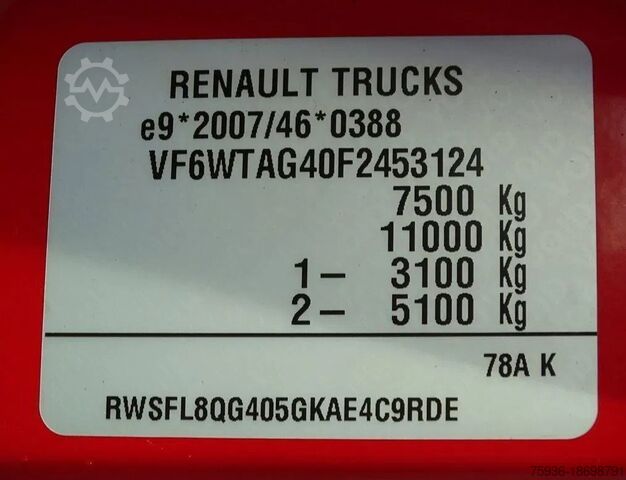 RENAULT TRUCKS
e9*2007/46*0388
VF6WTAG40F2453124
7500 Kg
11000 Kg
1- 3100 Kg
2- 5100 Kg
78A K
RWSFL8QG405GKAE4C9RDE
75996-18698791